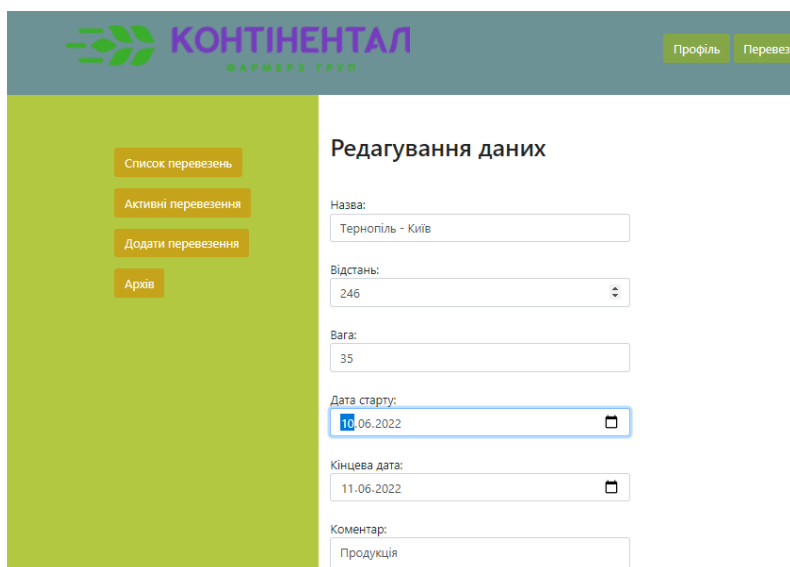 КОНТІНЕНТАЛ
ФАРМЕРЗ ГРУП
Профіль
Перевез
Список перевезень
Активні перевезення
Додати перевезення
Архів
Редагування даних
Назва:
Тернопіль - Київ
Відстань:
246
Вага:
35
Дата старту:
10.06.2022
Кінцева дата:
11.06.2022
Коментар:
Продукція